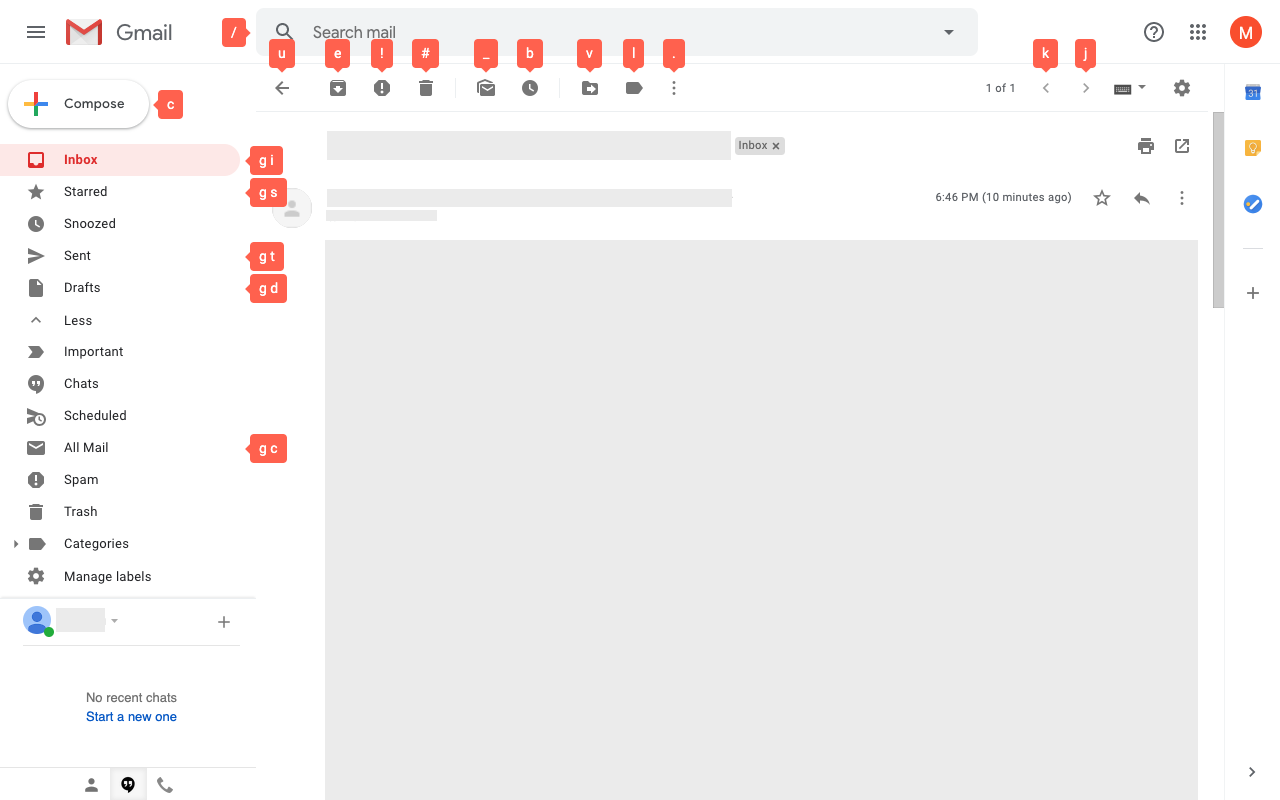 Gmail
/
Search mail
M
u
e
!
#
_
b
v
l
.
k
j
Compose
c
1 of 1
31
Inbox
g i
Inbox ×
Starred
g s
6:46 PM (10 minutes ago)
Snoozed
Sent
g t
Drafts
g d
Less
Important
Chats
Scheduled
All Mail
g c
Spam
Trash
Categories
Manage labels
No recent chats
Start a new one